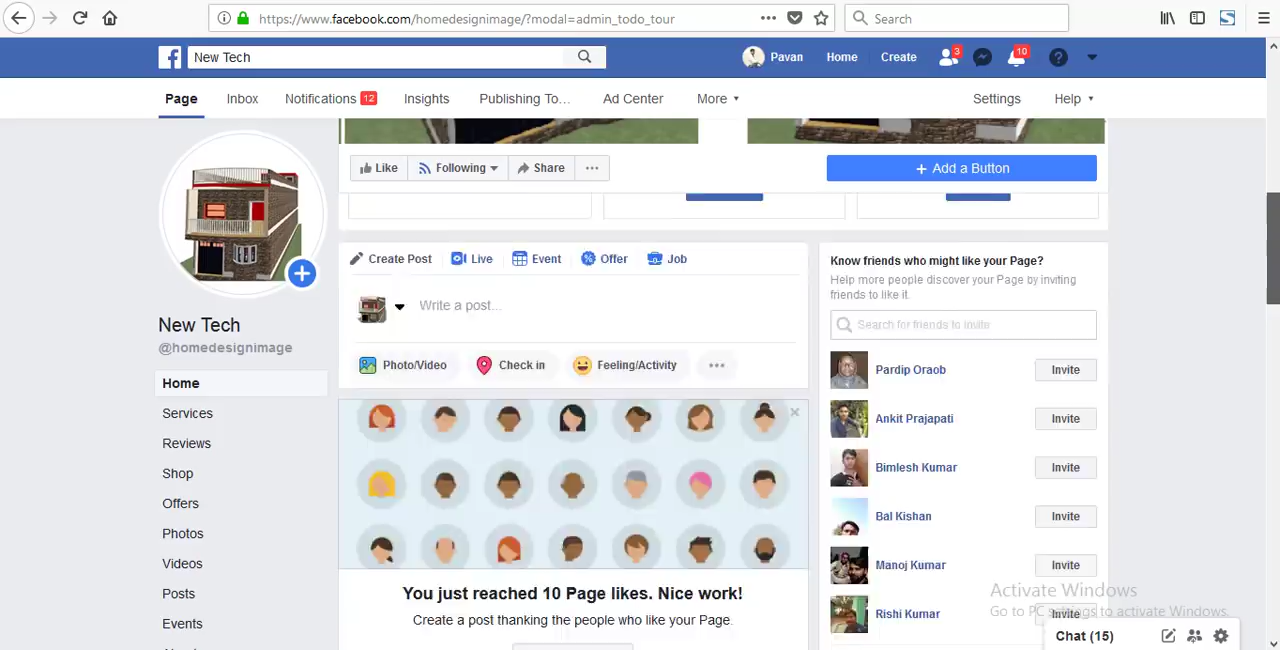 https://www.facebook.com/homedesignimage/?modal=admin_todo_tour
Search
New Tech
Pavan
Home
Create
3
10
Page
Inbox
Notifications 12
Insights
Publishing To...
Ad Center
More
Settings
Help
Like
Following
Share
+ Add a Button
New Tech
@homedesignimage
Home
Services
Reviews
Shop
Offers
Photos
Videos
Posts
Events
Create Post
Live
Event
Offer
Job
Write a post...
Photo/Video
Check in
Feeling/Activity
You just reached 10 Page likes. Nice work!
Create a post thanking the people who like your Page.
Know friends who might like your Page?
Help more people discover your Page by inviting
friends to like it.
Search for friends to invite
Pardip Oraob Invite
Ankit Prajapati Invite
Bimlesh Kumar Invite
Bal Kishan Invite
Manoj Kumar Invite
Rishi Kumar Invite
Activate Windows
Go to PC settings to activate Windows.
Chat (15)